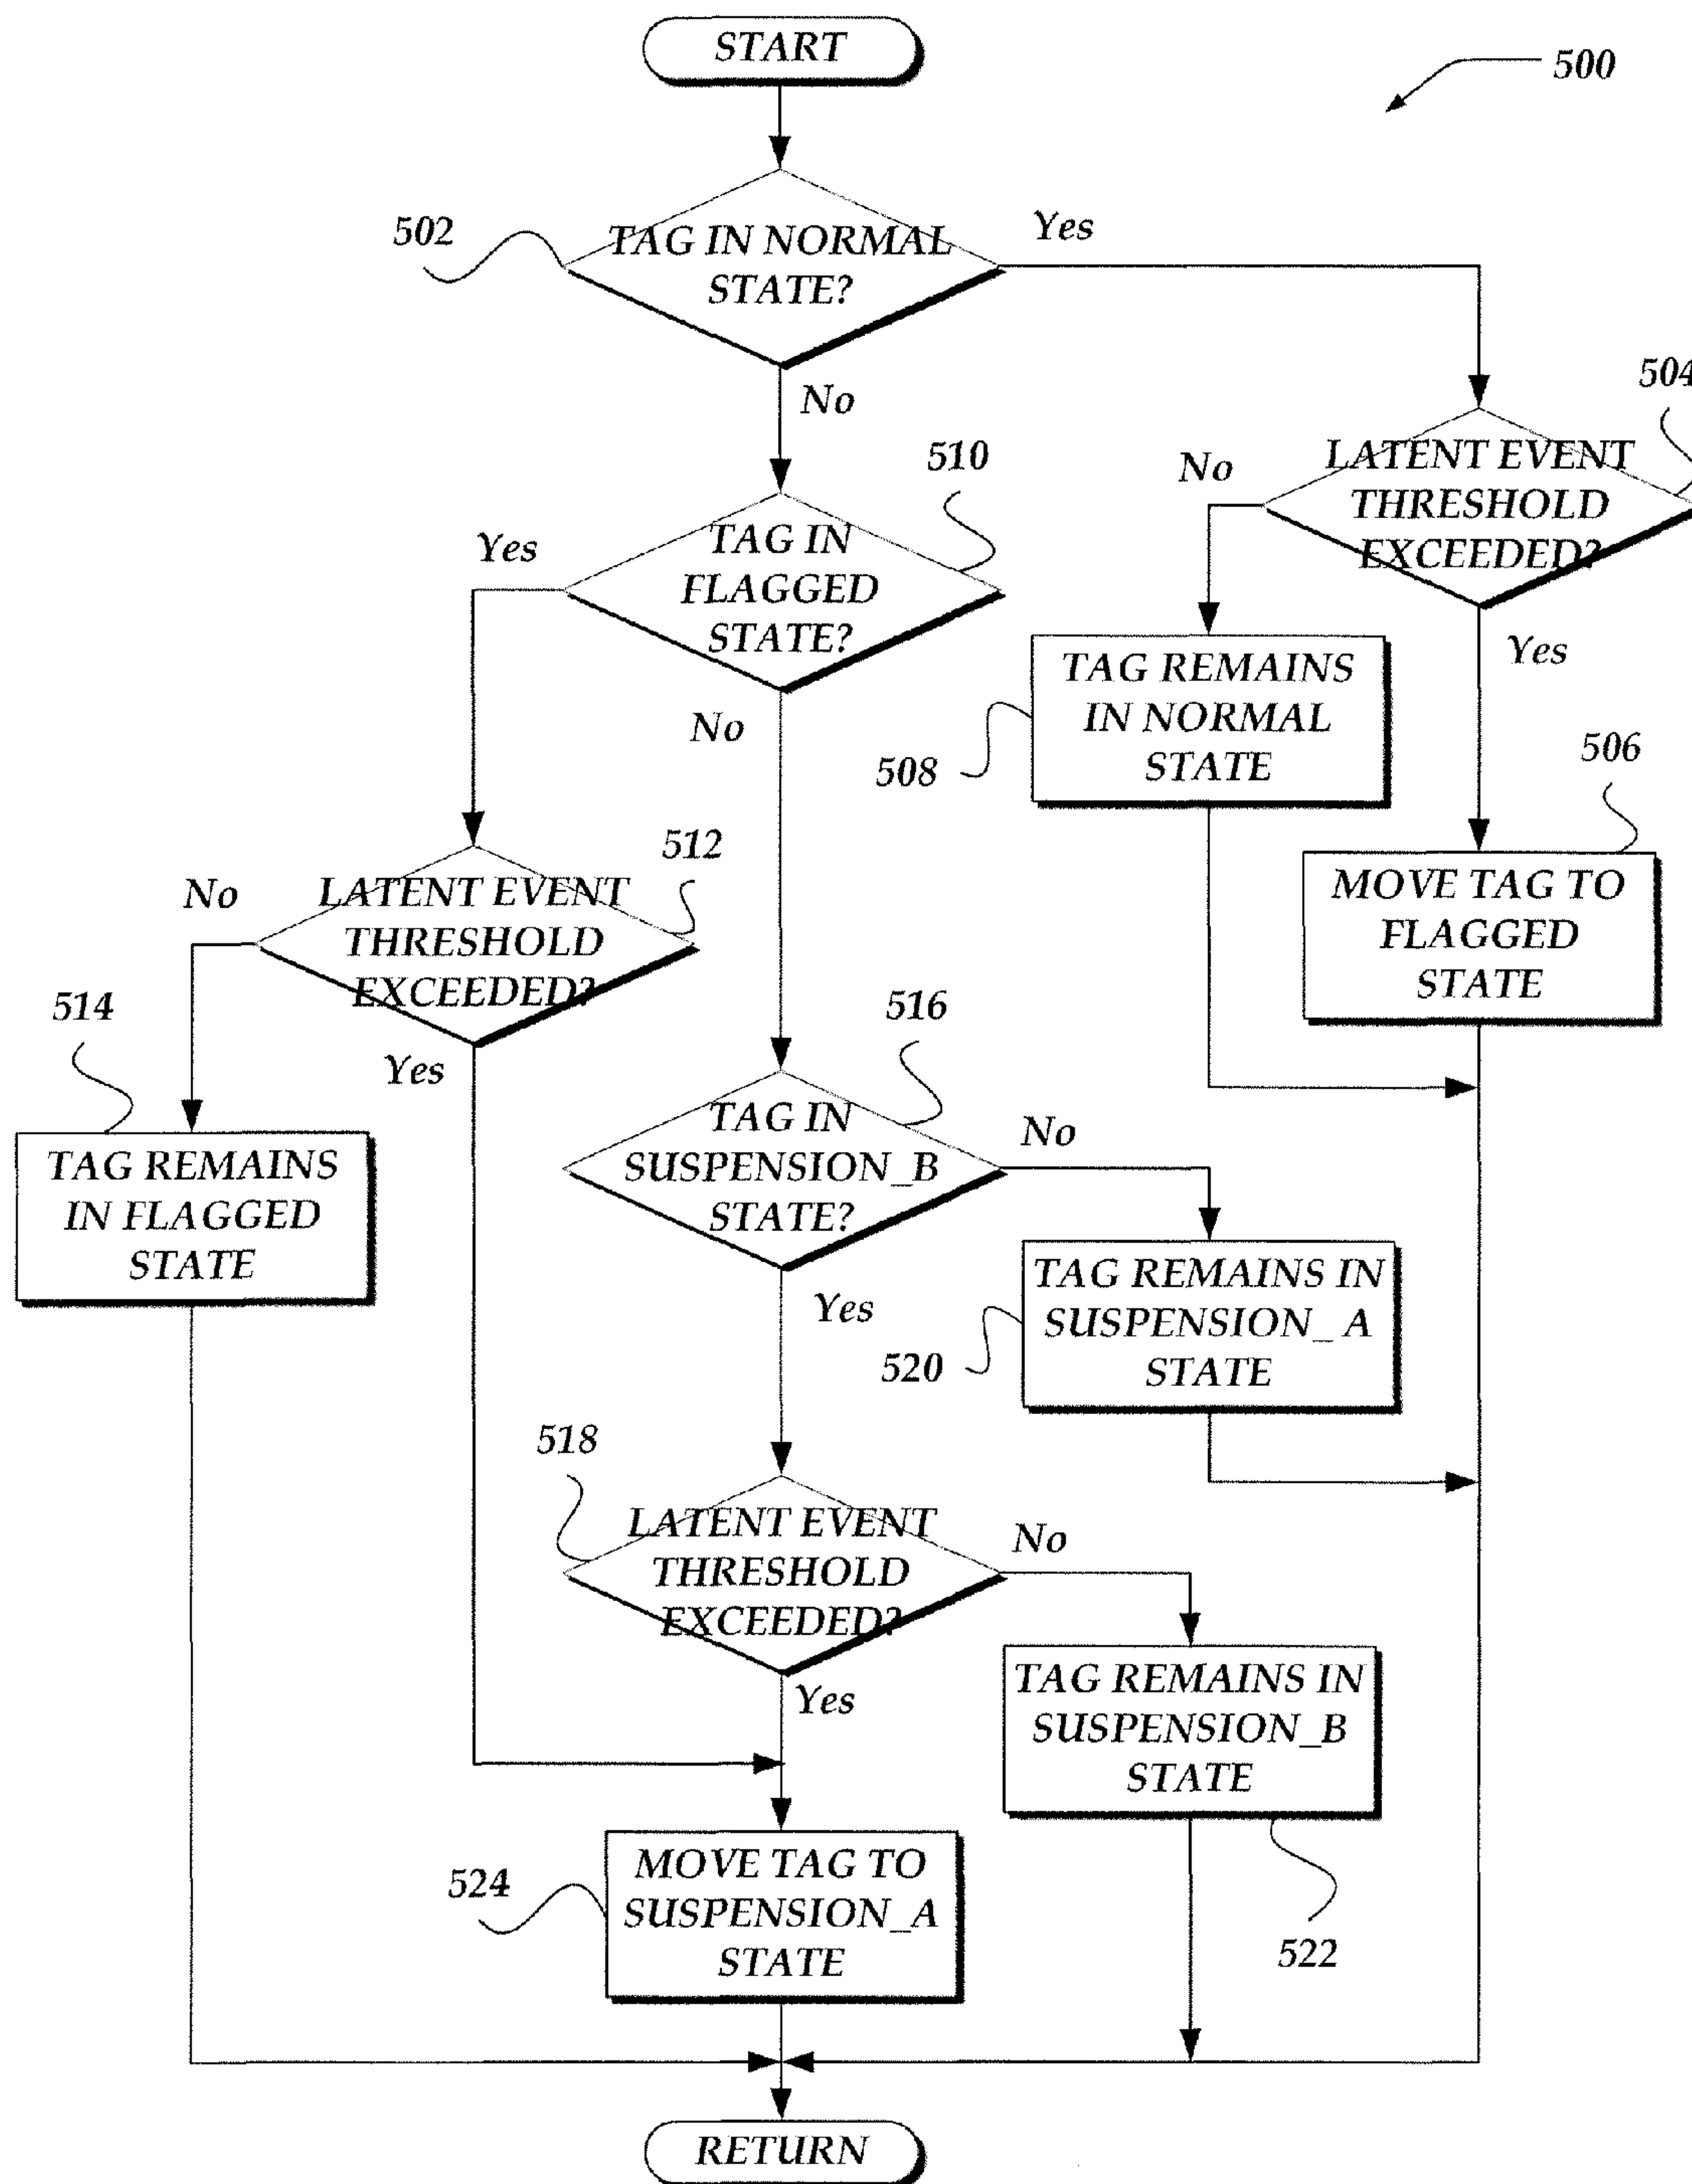 START
500
502
TAG IN NORMAL
STATE?
Yes
No
504
LATENT EVENT
THRESHOLD
EXCEEDED?
No
Yes
510
TAG IN
FLAGGED
STATE?
Yes
No
TAG REMAINS
IN NORMAL
STATE
508
506
MOVE TAG TO
FLAGGED
STATE
512
LATENT EVENT
THRESHOLD
EXCEEDED?
No
Yes
514
TAG REMAINS
IN FLAGGED
STATE
516
TAG IN
SUSPENSION_B
STATE?
No
Yes
TAG REMAINS IN
SUSPENSION_ A
STATE
520
518
LATENT EVENT
THRESHOLD
EXCEEDED?
No
Yes
TAG REMAINS IN
SUSPENSION_B
STATE
522
524
MOVE TAG TO
SUSPENSION_A
STATE
RETURN